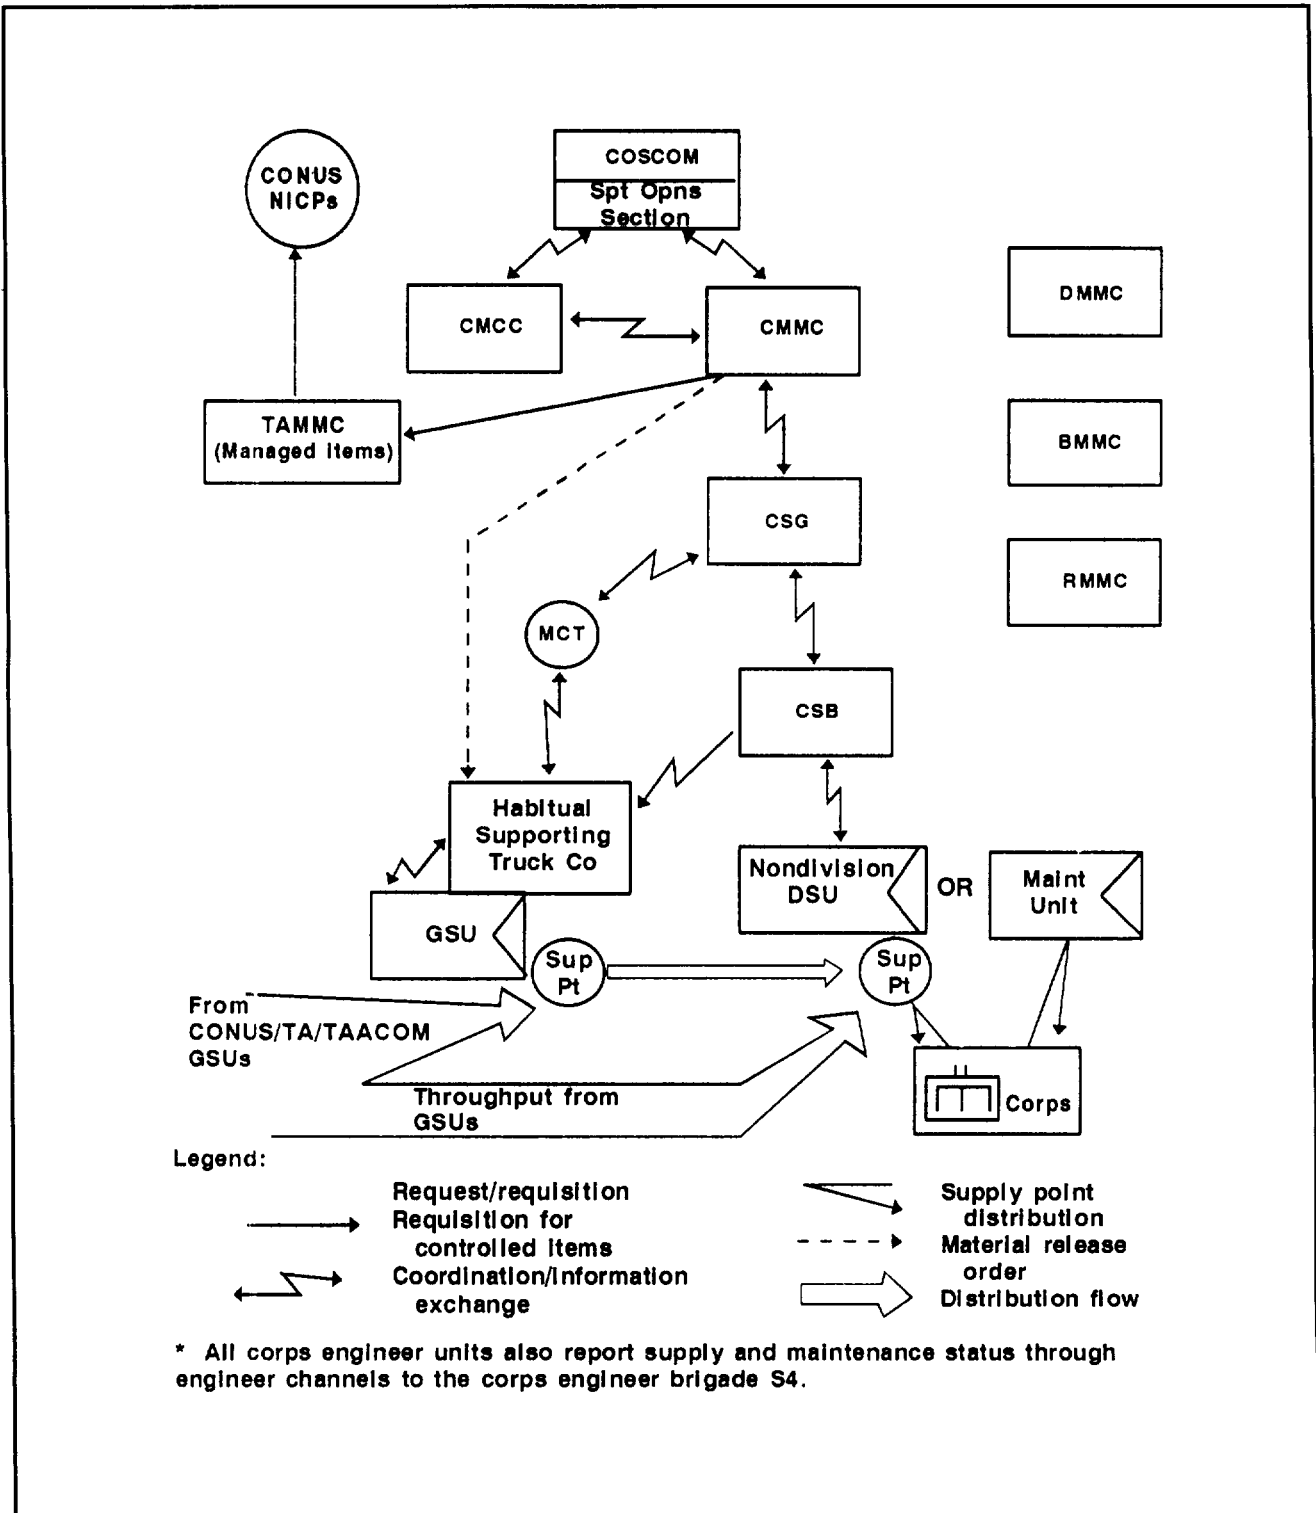 COSCOM
Spt Opns
Section
CONUS
NICPs
DMMC
CMCC
CMMC
TAMMC
(Managed Items)
BMMC
CSG
RMMC
MCT
CSB
Habitual
Supporting
Truck Co
Nondivision
DSU
OR
Maint
Unit
GSU
Sup
Pt
Sup
Pt
From
CONUS/TA/TAACOM
GSUs
Throughput from
GSUs
Corps
Legend:
Request/requisition
Requisition for
controlled items
Coordination/information
exchange
Supply point
distribution
Material release
order
Distribution flow
* All corps engineer units also report supply and maintenance status through
engineer channels to the corps engineer brigade S4.